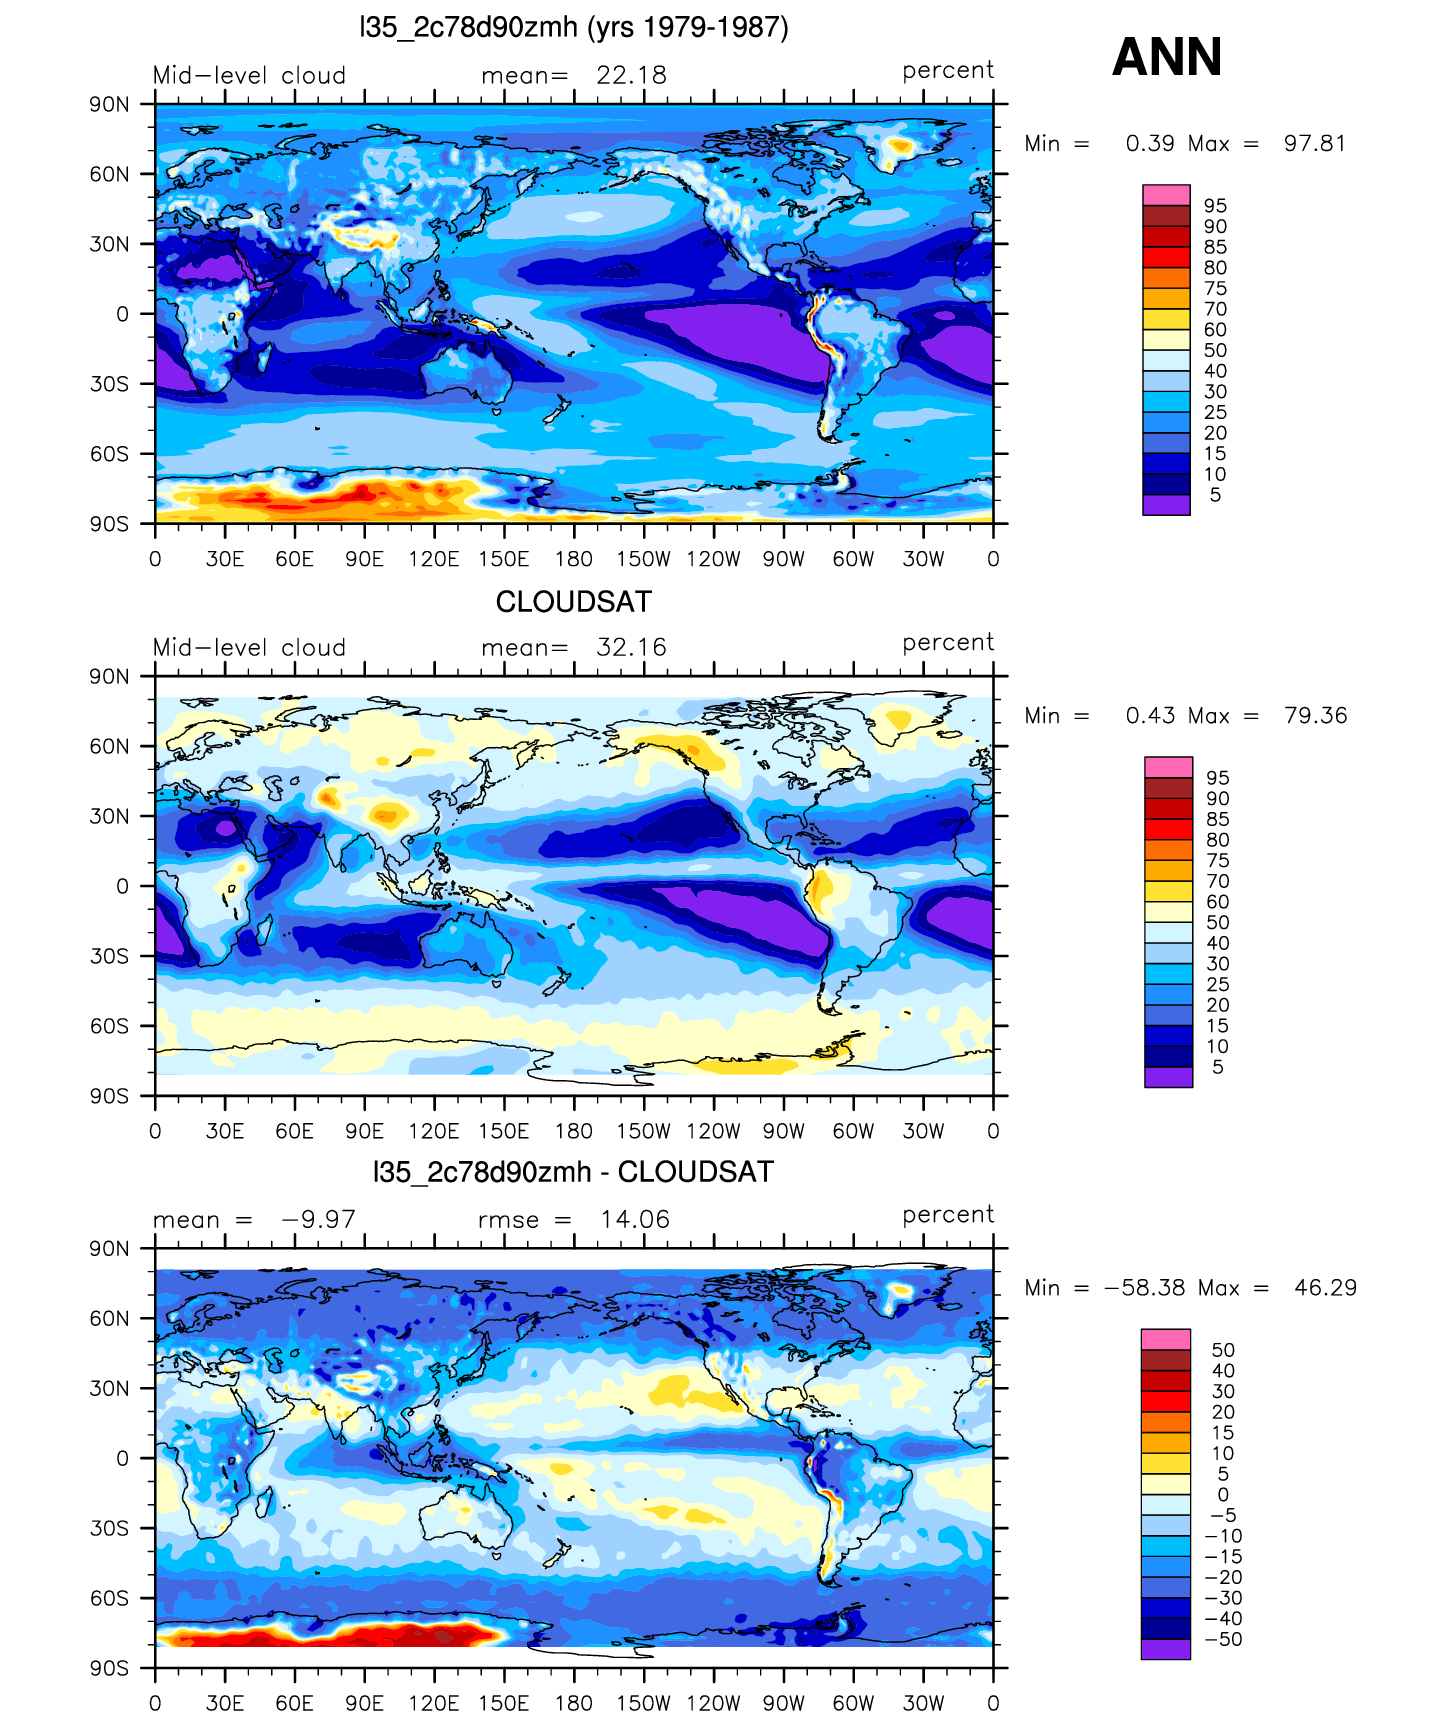 l35_2c78d90zmh (yrs 1979-1987)
ANN
Mid-level cloud mean= 22.18 percent
Min = 0.39 Max = 97.81
90N
60N
30N
0
30S
60S
90S
0 30E 60E 90E 120E 150E 180 150W 120W 90W 60W 30W 0
95
90
85
80
75
70
60
50
40
30
25
20
15
10
5
CLOUDSAT
Mid-level cloud mean= 32.16 percent
Min = 0.43 Max = 79.36
90N
60N
30N
0
30S
60S
90S
0 30E 60E 90E 120E 150E 180 150W 120W 90W 60W 30W 0
95
90
85
80
75
70
60
50
40
30
25
20
15
10
5
l35_2c78d90zmh - CLOUDSAT
mean = -9.97 rmse = 14.06 percent
Min = -58.38 Max = 46.29
90N
60N
30N
0
30S
60S
90S
0 30E 60E 90E 120E 150E 180 150W 120W 90W 60W 30W 0
50
40
30
20
15
10
5
0
-5
-10
-15
-20
-30
-40
-50